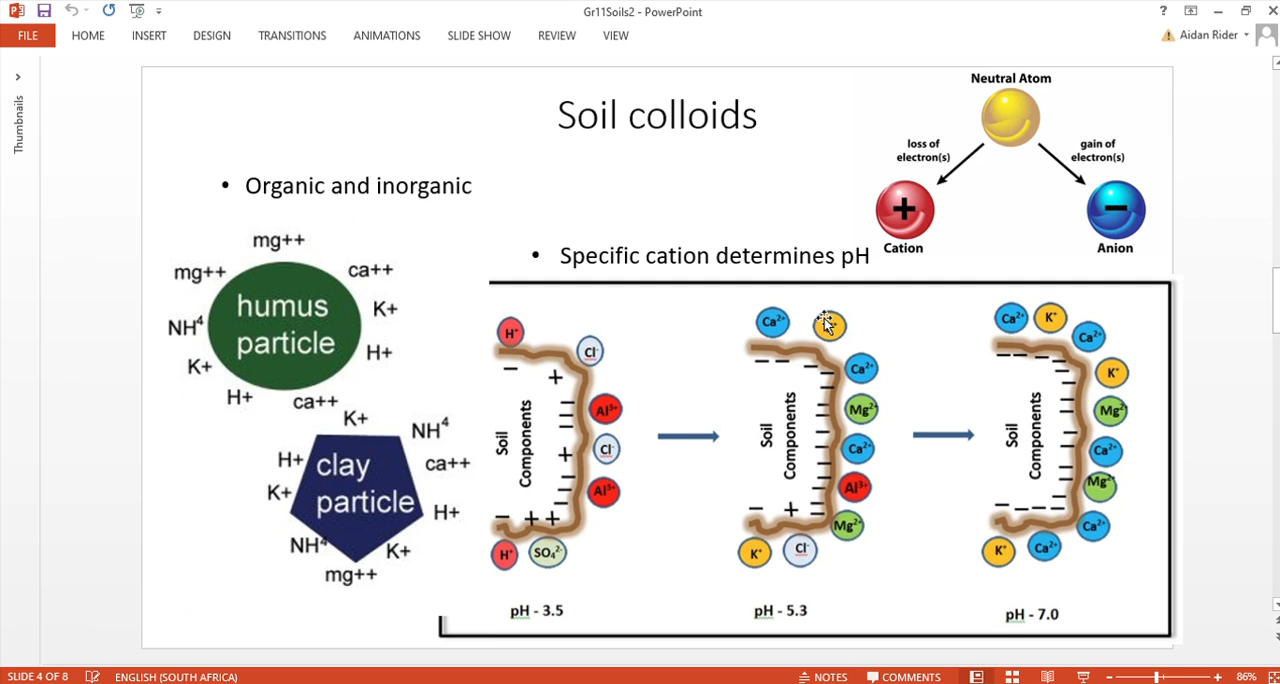 Gr11Soils2 - PowerPoint
?
FILE
HOME
INSERT
DESIGN
TRANSITIONS
ANIMATIONS
SLIDE SHOW
REVIEW
VIEW
Aidan Rider
Thumbnails
Soil colloids
Neutral Atom
loss of
electron(s)
gain of
electron(s)
+
−
Cation
Anion
• Organic and inorganic
• Specific cation determines pH
mg++
mg++
ca++
humus
particle
K+
NH⁴
H+
K+
H+
ca++
K+
NH⁴
clay
particle
H+
ca++
K+
H+
NH⁴
K+
mg++
H⁺
Cl⁻
Al³⁺
Cl⁻
Al³⁺
H⁺
SO₄²⁻
Soil
Components
pH - 3.5
Ca²⁺
Ca²⁺
Mg²⁺
Ca²⁺
Al³⁺
Mg²⁺
K⁺
Cl⁻
Soil
Components
pH - 5.3
Ca²⁺
K⁺
Ca²⁺
K⁺
Mg²⁺
Ca²⁺
Mg²⁺
Ca²⁺
K⁺
Ca²⁺
Soil
Components
pH - 7.0
SLIDE 4 OF 8
ENGLISH (SOUTH AFRICA)
NOTES
COMMENTS
86%